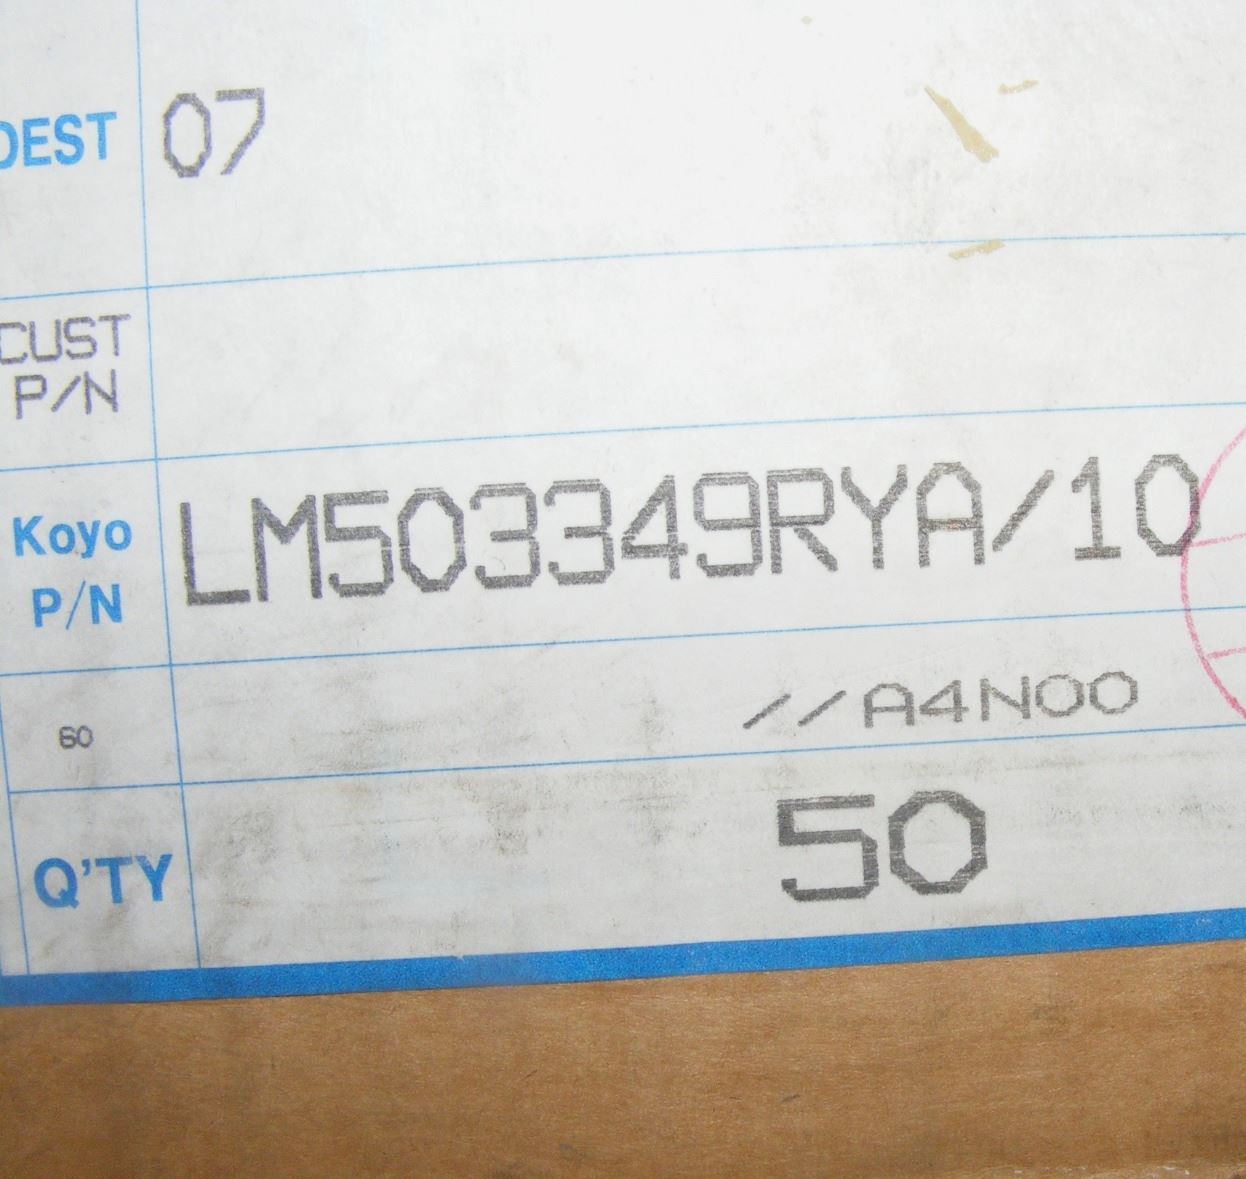 DEST 07
CUST
P/N
Koyo
P/N LM503349RYA/10
60 //A4N00
Q'TY 50